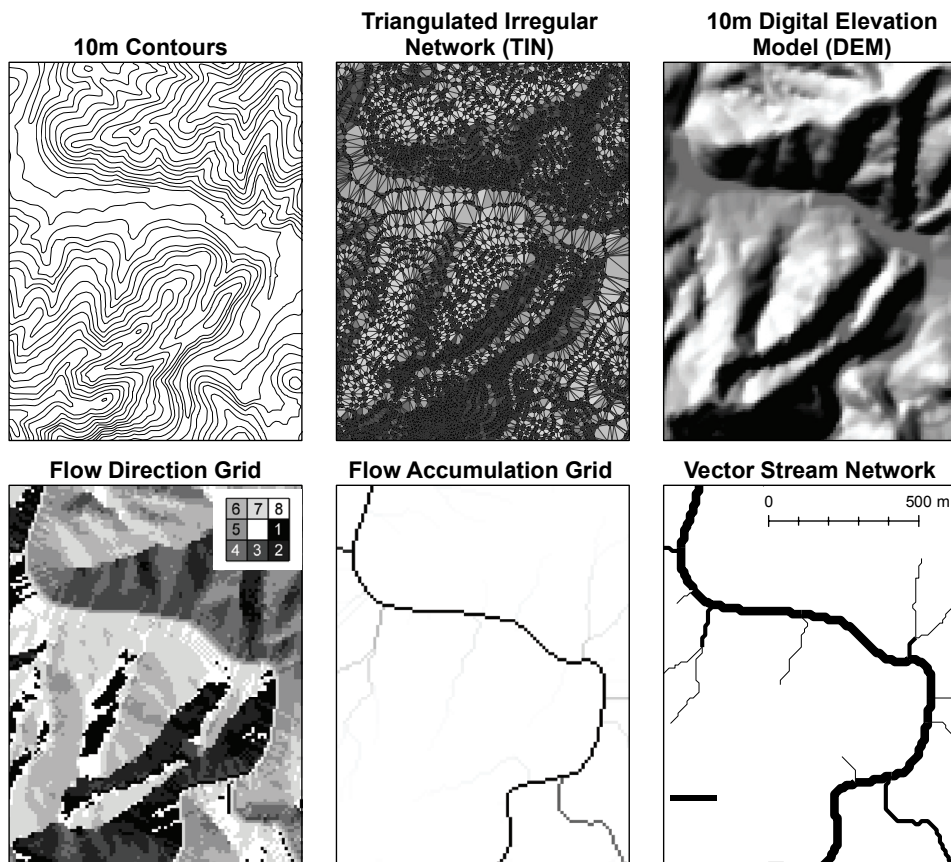 10m Contours
Triangulated Irregular
Network (TIN)
10m Digital Elevation
Model (DEM)
Flow Direction Grid
6 7 8
5 1
4 3 2
Flow Accumulation Grid
Vector Stream Network
0 500 m